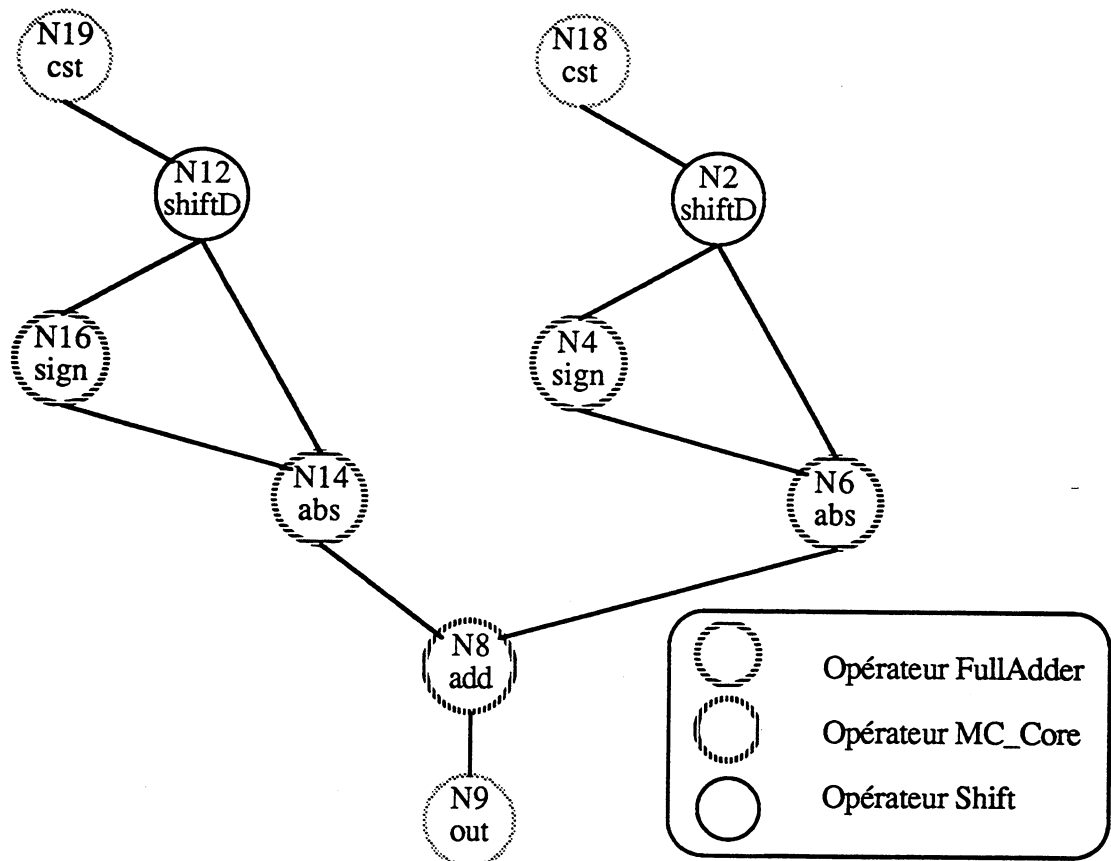 N19
cst
N18
cst
N12
shiftD
N2
shiftD
N16
sign
N4
sign
N14
abs
N6
abs
N8
add
N9
out
Opérateur FullAdder
Opérateur MC_Core
Opérateur Shift